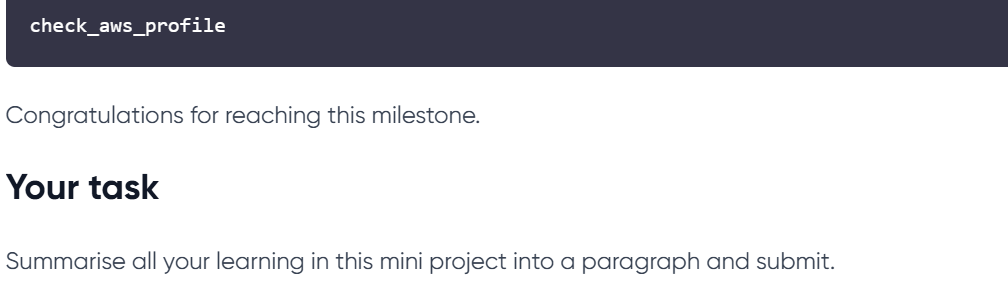 check_aws_profile
Congratulations for reaching this milestone.
Your task
Summarise all your learning in this mini project into a paragraph and submit.